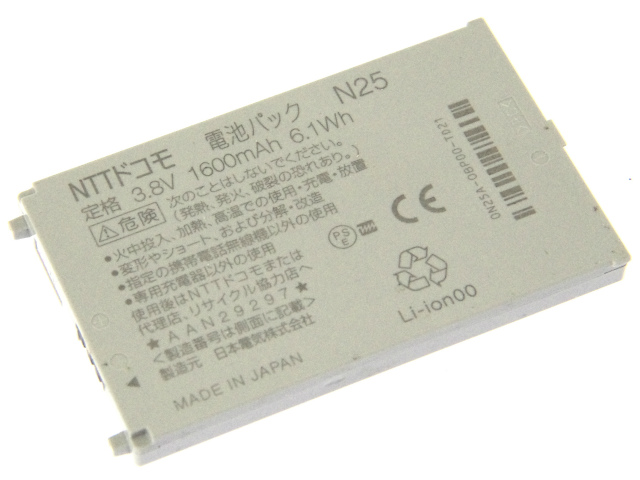 NTTドコモ 電池パック N25
定格 3.8V 1600mAh 6.1Wh
危険 次のことはしないでください。
(発熱、発火、破裂の恐れあり。)
●火中投入、加熱、高温での使用・充電・放置
●変形やショート、および分解・改造
●指定の携帯電話無線機以外の使用
●専用充電器以外の使用
使用後はNTTドコモまたは
代理店、リサイクル協力店へ
★AAN29297★
<製造番号は側面に記載>
製造元 日本電気株式会社
MADE IN JAPAN
PS
E
CE
Li-ion00
0N25A-08P00-T021